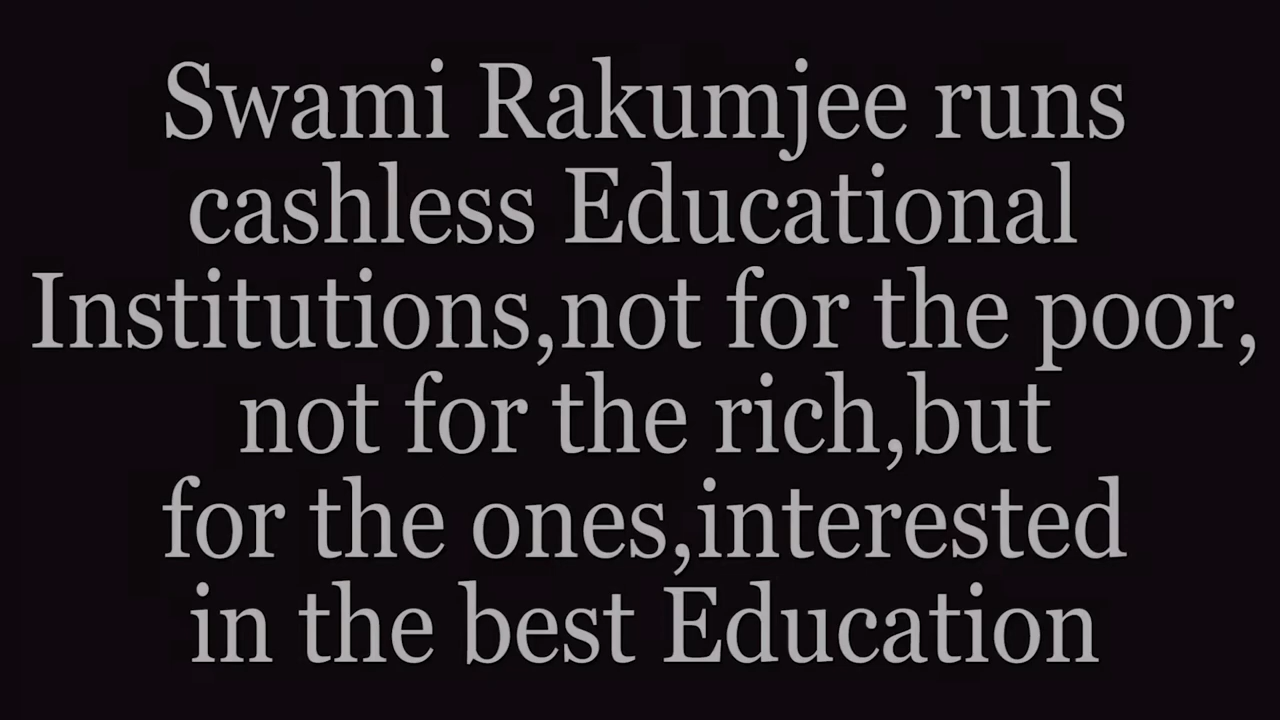 Swami Rakumjee runs
cashless Educational
Institutions,not for the poor,
not for the rich,but
for the ones,interested
in the best Education